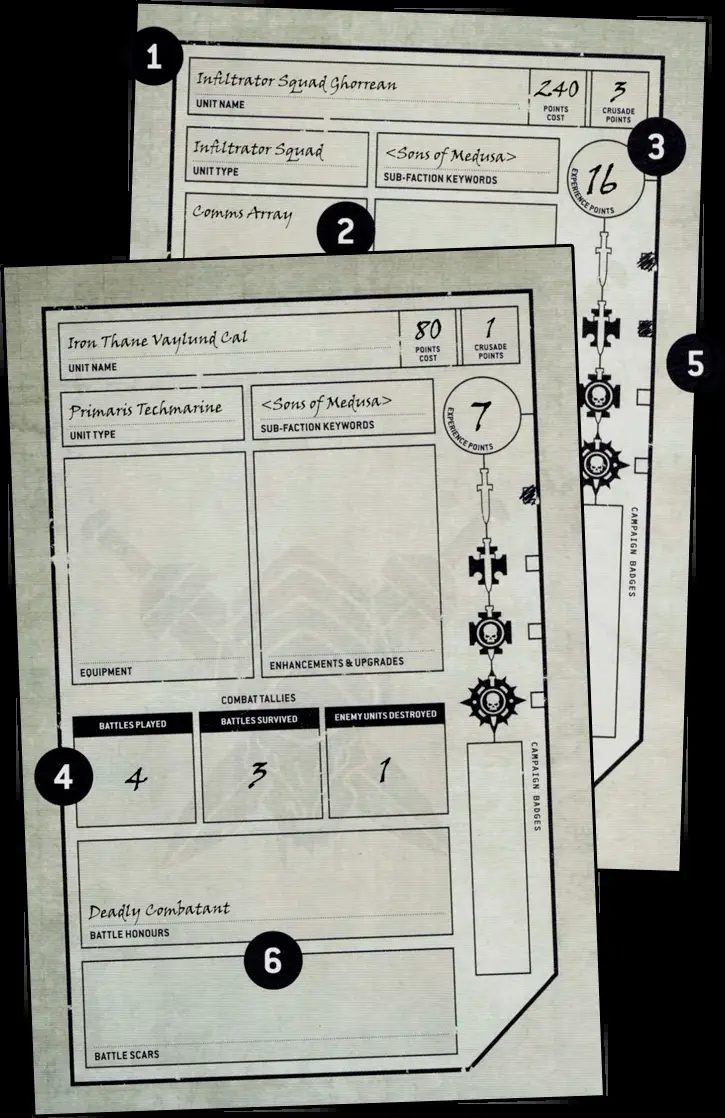 1
Infiltrator Squad Ghorrean
UNIT NAME
240
POINTS
COST
3
CRUSADE
POINTS
Infiltrator Squad
UNIT TYPE
<Sons of Medusa>
SUB-FACTION KEYWORDS
3
16
EXPERIENCE POINTS
Comms Array
2
5
CAMPAIGN BADGES
Iron Thane Vaylund Cal
UNIT NAME
80
POINTS
COST
1
CRUSADE
POINTS
Primaris Techmarine
UNIT TYPE
<Sons of Medusa>
SUB-FACTION KEYWORDS
7
EXPERIENCE POINTS
EQUIPMENT
ENHANCEMENTS & UPGRADES
COMBAT TALLIES
BATTLES PLAYED
BATTLES SURVIVED
ENEMY UNITS DESTROYED
4
4
3
1
CAMPAIGN BADGES
Deadly Combatant
BATTLE HONOURS
6
BATTLE SCARS